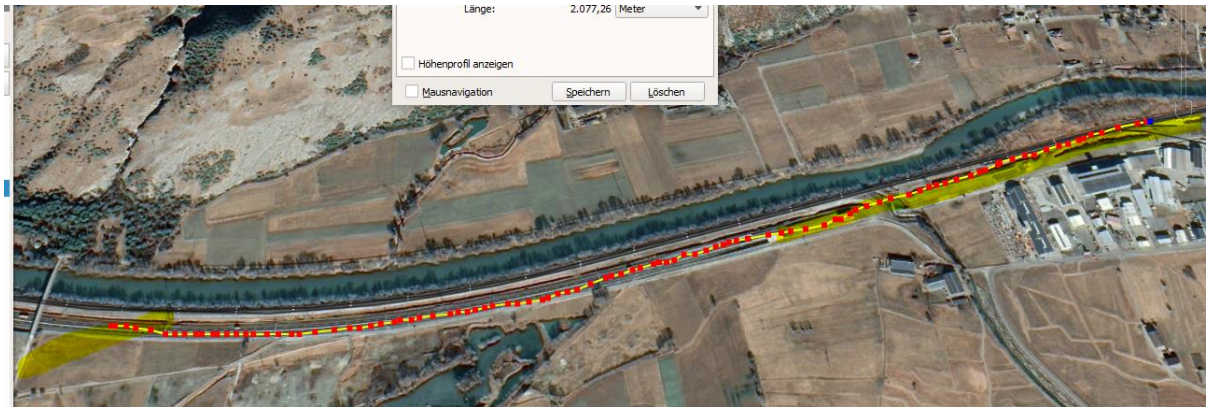 Länge: 2.077,26 Meter
Höhenprofil anzeigen
Mausnavigation Speichern Löschen